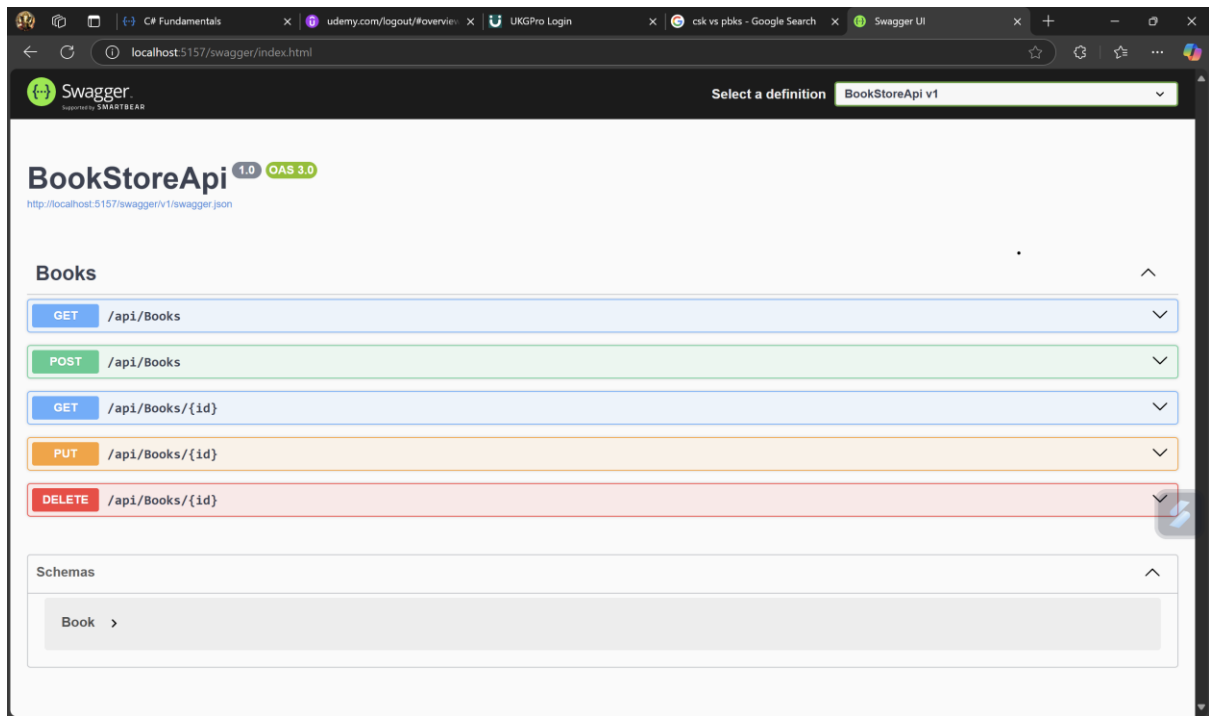 C# Fundamentals
udemy.com/logout/#overview
UKGPro Login
csk vs pbks - Google Search
Swagger UI
localhost:5157/swagger/index.html
Swagger.
Supported by SMARTBEAR
Select a definition
BookStoreApi v1
BookStoreApi 1.0 OAS 3.0
http://localhost:5157/swagger/v1/swagger.json
Books
GET /api/Books
POST /api/Books
GET /api/Books/{id}
PUT /api/Books/{id}
DELETE /api/Books/{id}
Schemas
Book